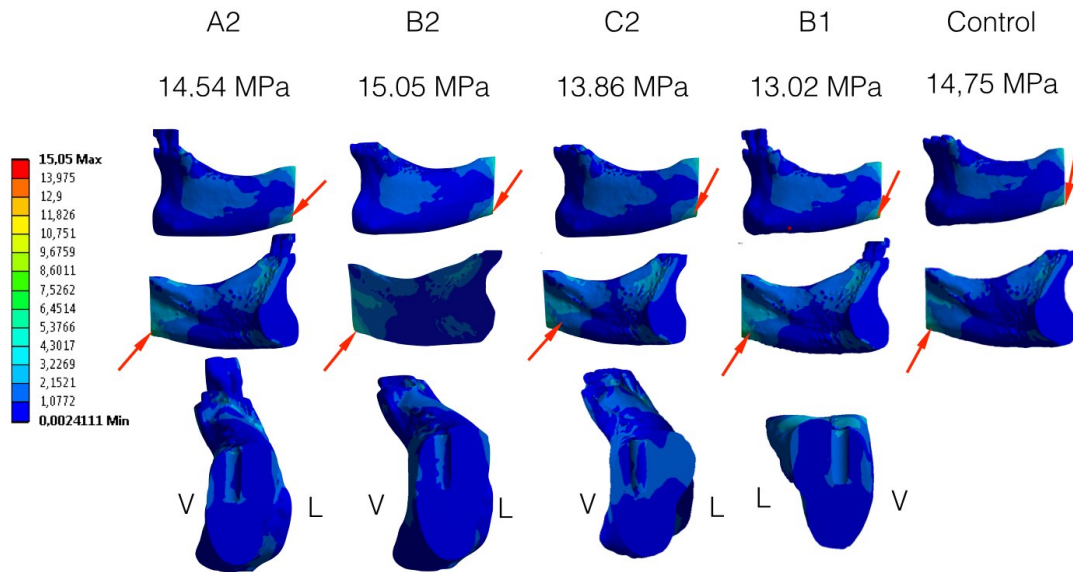 A2 B2 C2 B1 Control
14.54 MPa 15.05 MPa 13.86 MPa 13.02 MPa 14,75 MPa
15,05 Max
13,975
12,9
11,826
10,751
9,6759
8,6011
7,5262
6,4514
5,3766
4,3017
3,2269
2,1521
1,0772
0,0024111 Min
V L V L V L L V